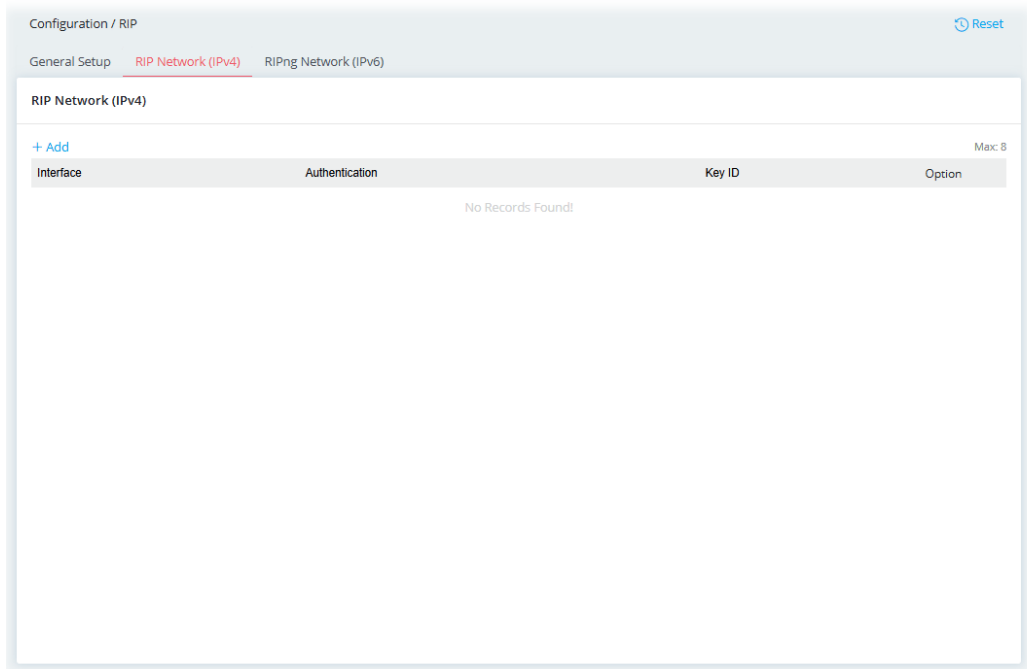 Configuration / RIP Reset
General Setup RIP Network (IPv4) RIPng Network (IPv6)
RIP Network (IPv4)
+ Add Max: 8
Interface Authentication Key ID Option
No Records Found!